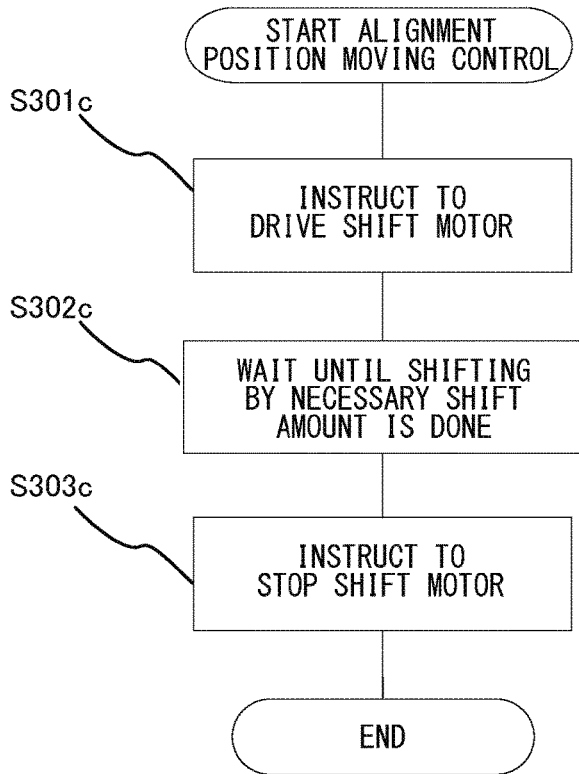 START ALIGNMENT
POSITION MOVING CONTROL
S301c
INSTRUCT TO
DRIVE SHIFT MOTOR
S302c
WAIT UNTIL SHIFTING
BY NECESSARY SHIFT
AMOUNT IS DONE
S303c
INSTRUCT TO
STOP SHIFT MOTOR
END